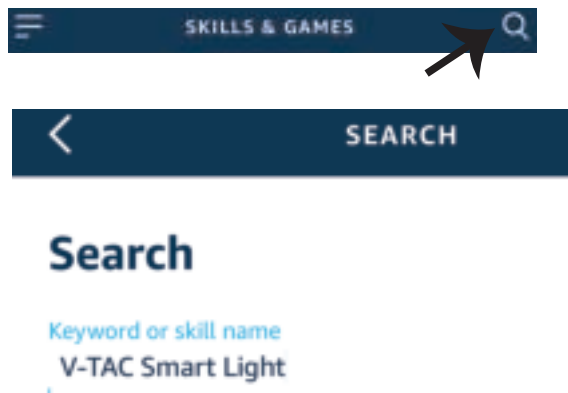 SKILLS & GAMES
SEARCH
Search
Keyword or skill name
V-TAC Smart Light